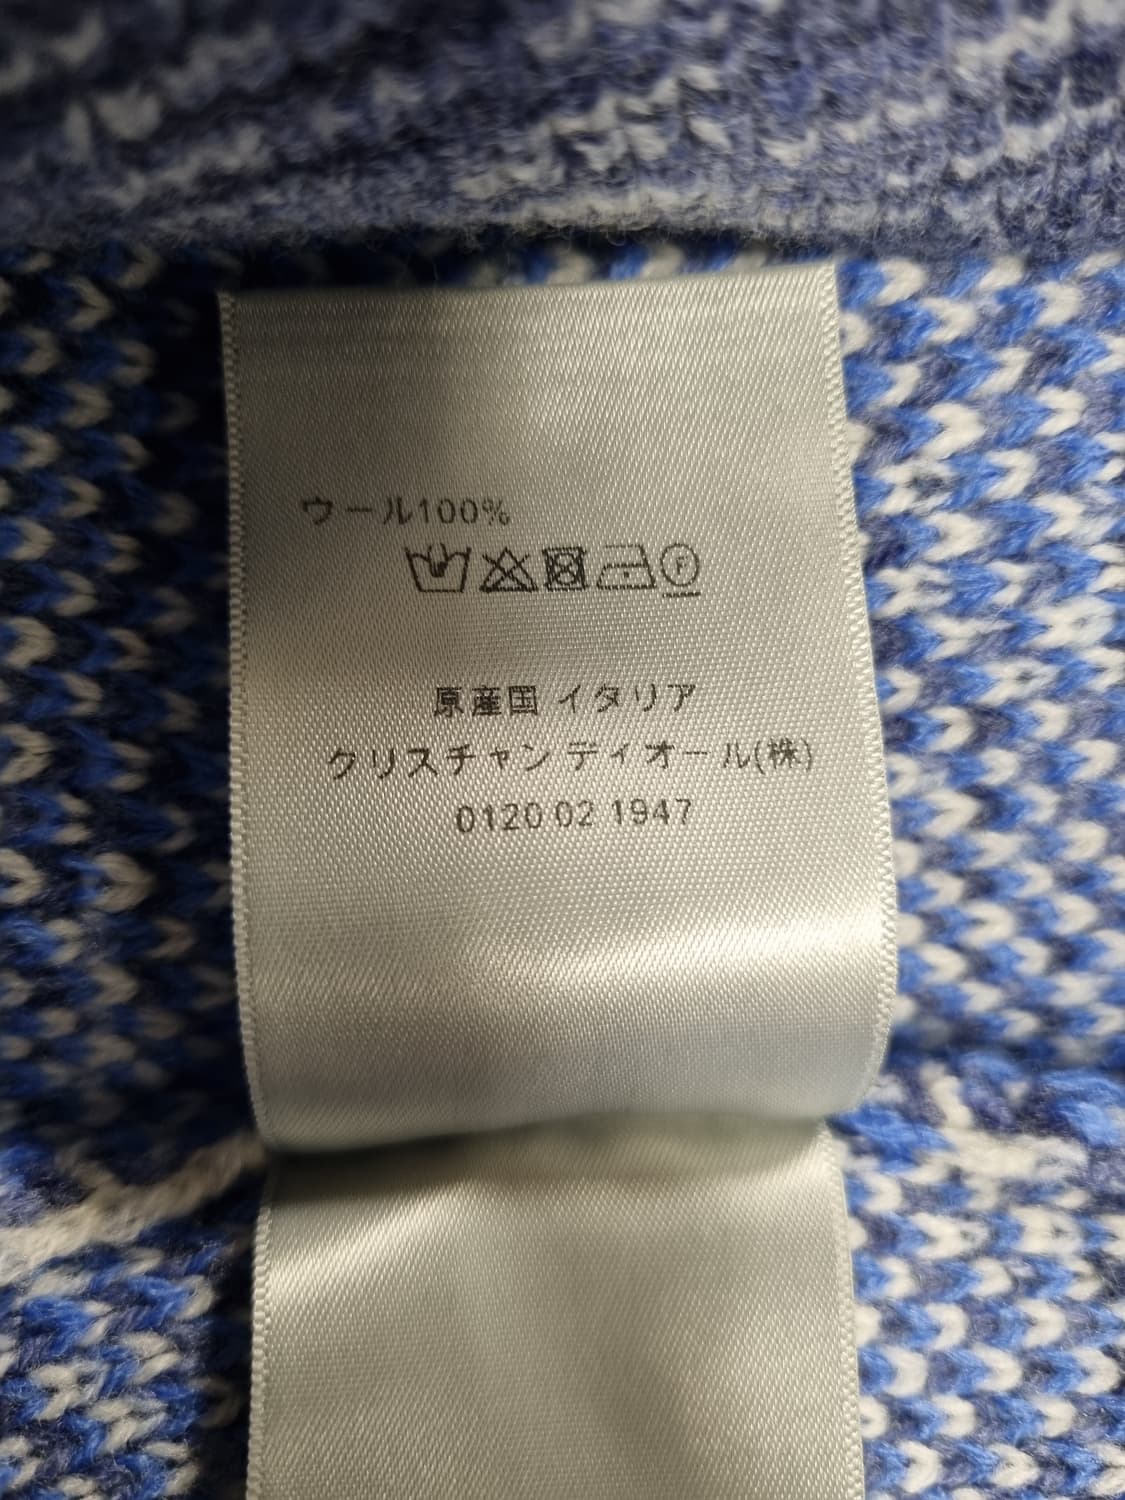 ウール100%
F
原産国 イタリア
クリスチャン ディオール(株)
0120 02 1947